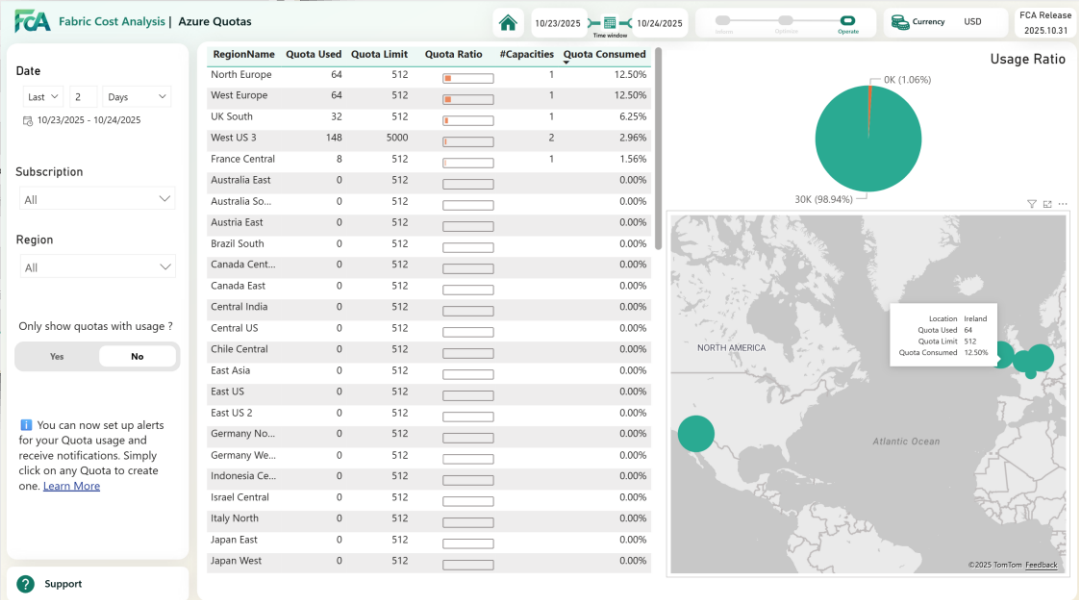 FCA Fabric Cost Analysis | Azure Quotas
10/23/2025
Time window
10/24/2025
Inform
Optimize
Operate
Currency
USD
FCA Release
2025.10.31
Date
Last
2
Days
10/23/2025 - 10/24/2025
Subscription
All
Region
All
Only show quotas with usage ?
Yes
No
You can now set up alerts
for your Quota usage and
receive notifications. Simply
click on any Quota to create
one. Learn More
? Support
RegionName Quota Used Quota Limit Quota Ratio #Capacities Quota Consumed
North Europe 64 512 1 12.50%
West Europe 64 512 1 12.50%
UK South 32 512 1 6.25%
West US 3 148 5000 2 2.96%
France Central 8 512 1 1.56%
Australia East 0 512 0.00%
Australia So... 0 512 0.00%
Austria East 0 512 0.00%
Brazil South 0 512 0.00%
Canada Cent... 0 512 0.00%
Canada East 0 512 0.00%
Central India 0 512 0.00%
Central US 0 512 0.00%
Chile Central 0 512 0.00%
East Asia 0 512 0.00%
East US 0 512 0.00%
East US 2 0 512 0.00%
Germany No... 0 512 0.00%
Germany We... 0 512 0.00%
Indonesia Ce... 0 512 0.00%
Israel Central 0 512 0.00%
Italy North 0 512 0.00%
Japan East 0 512 0.00%
Japan West 0 512 0.00%
Usage Ratio
0K (1.06%)
30K (98.94%)
Location Ireland
Quota Used 64
Quota Limit 512
Quota Consumed 12.50%
NORTH AMERICA
Atlantic Ocean
©2025 TomTom Feedback